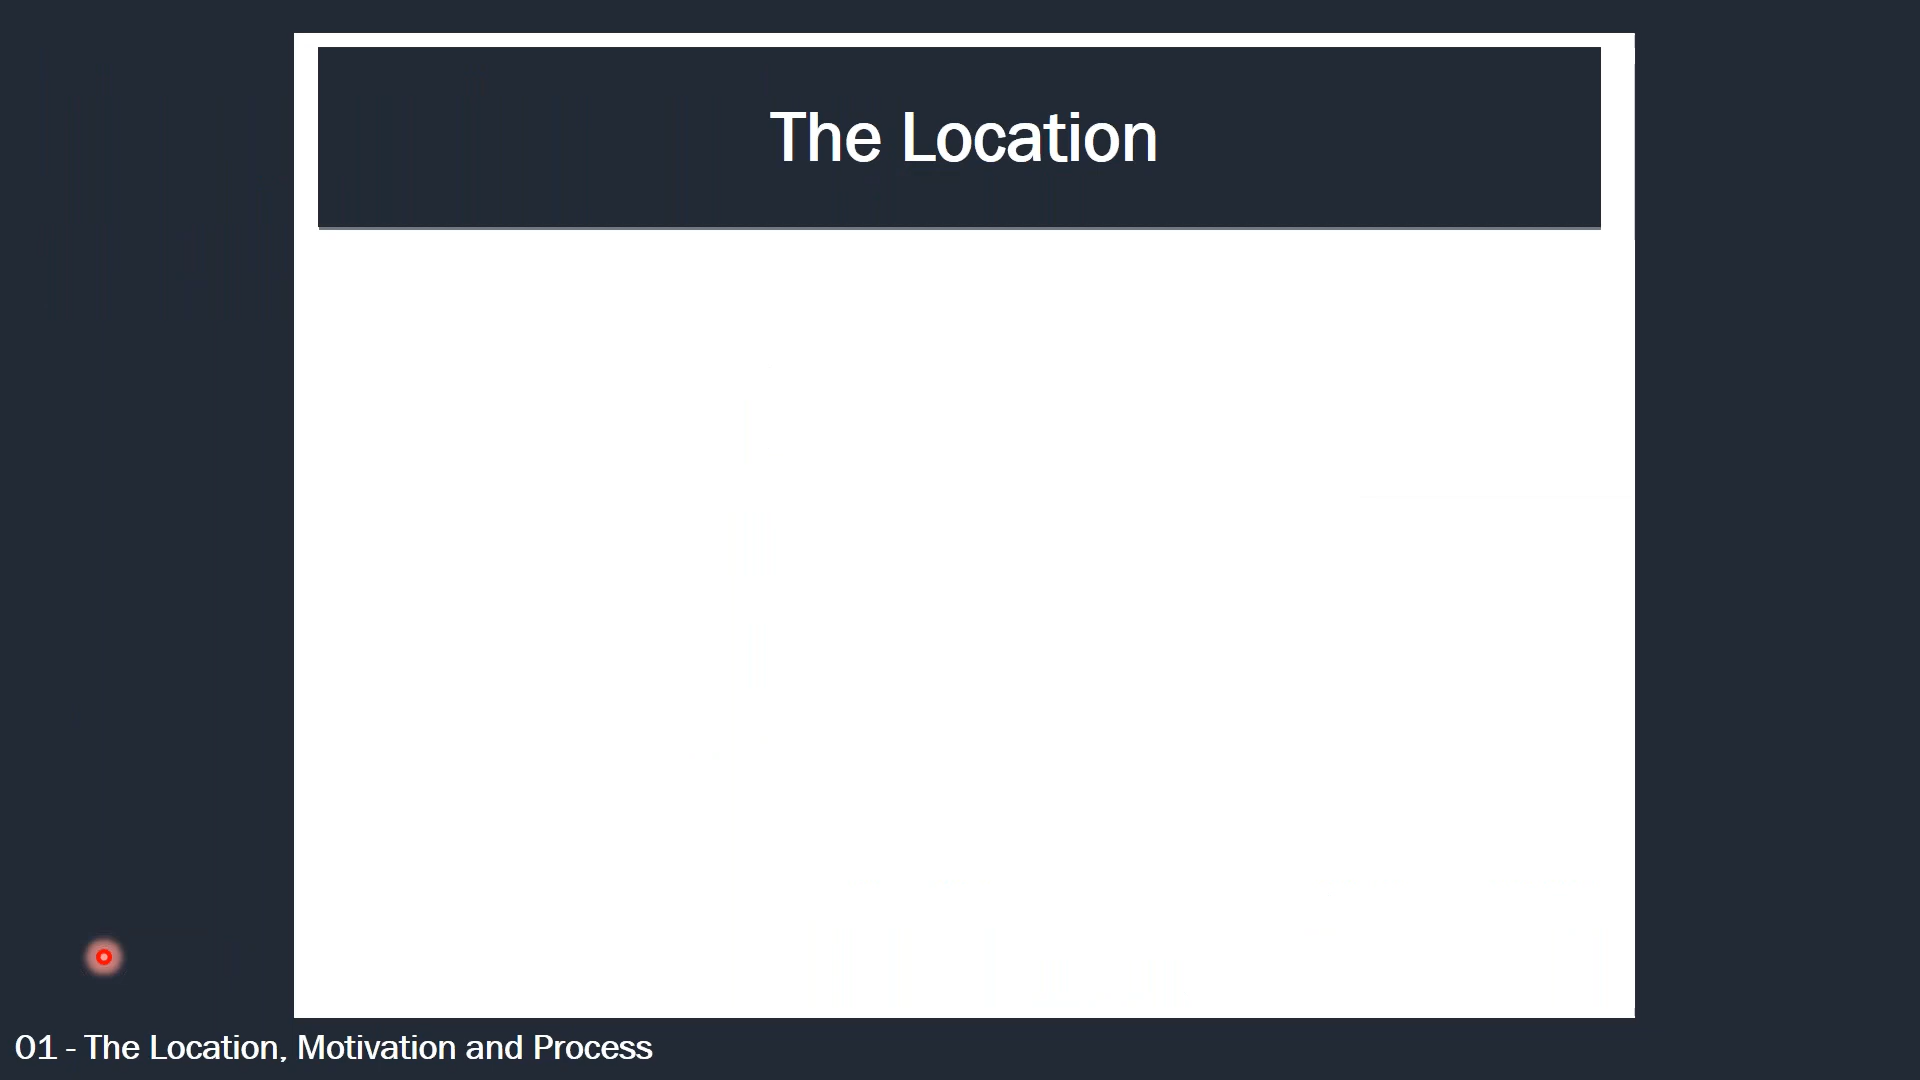 The Location
01 - The Location, Motivation and Process